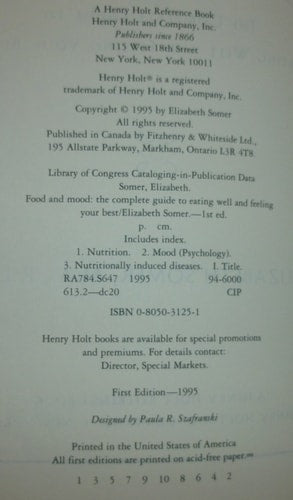 A Henry Holt Reference Book
Henry Holt and Company, Inc.
Publishers since 1866
115 West 18th Street
New York, New York 10011
Henry Holt® is a registered
trademark of Henry Holt and Company, Inc.
Copyright © 1995 by Elizabeth Somer
All rights reserved.
Published in Canada by Fitzhenry & Whiteside Ltd.,
195 Allstate Parkway, Markham, Ontario L3R 4T8.
Library of Congress Cataloging-in-Publication Data
Somer, Elizabeth.
Food and mood: the complete guide to eating well and feeling
your best/Elizabeth Somer.—1st ed.
p. cm.
Includes index.
1. Nutrition. 2. Mood (Psychology).
3. Nutritionally induced diseases. I. Title.
RA784.S647 1995 94-6000
613.2—dc20 CIP
ISBN 0-8050-3125-1
Henry Holt books are available for special promotions
and premiums. For details contact:
Director, Special Markets.
First Edition—1995
Designed by Paula R. Szafranski
Printed in the United States of America
All first editions are printed on acid-free paper.∞
1 3 5 7 9 10 8 6 4 2